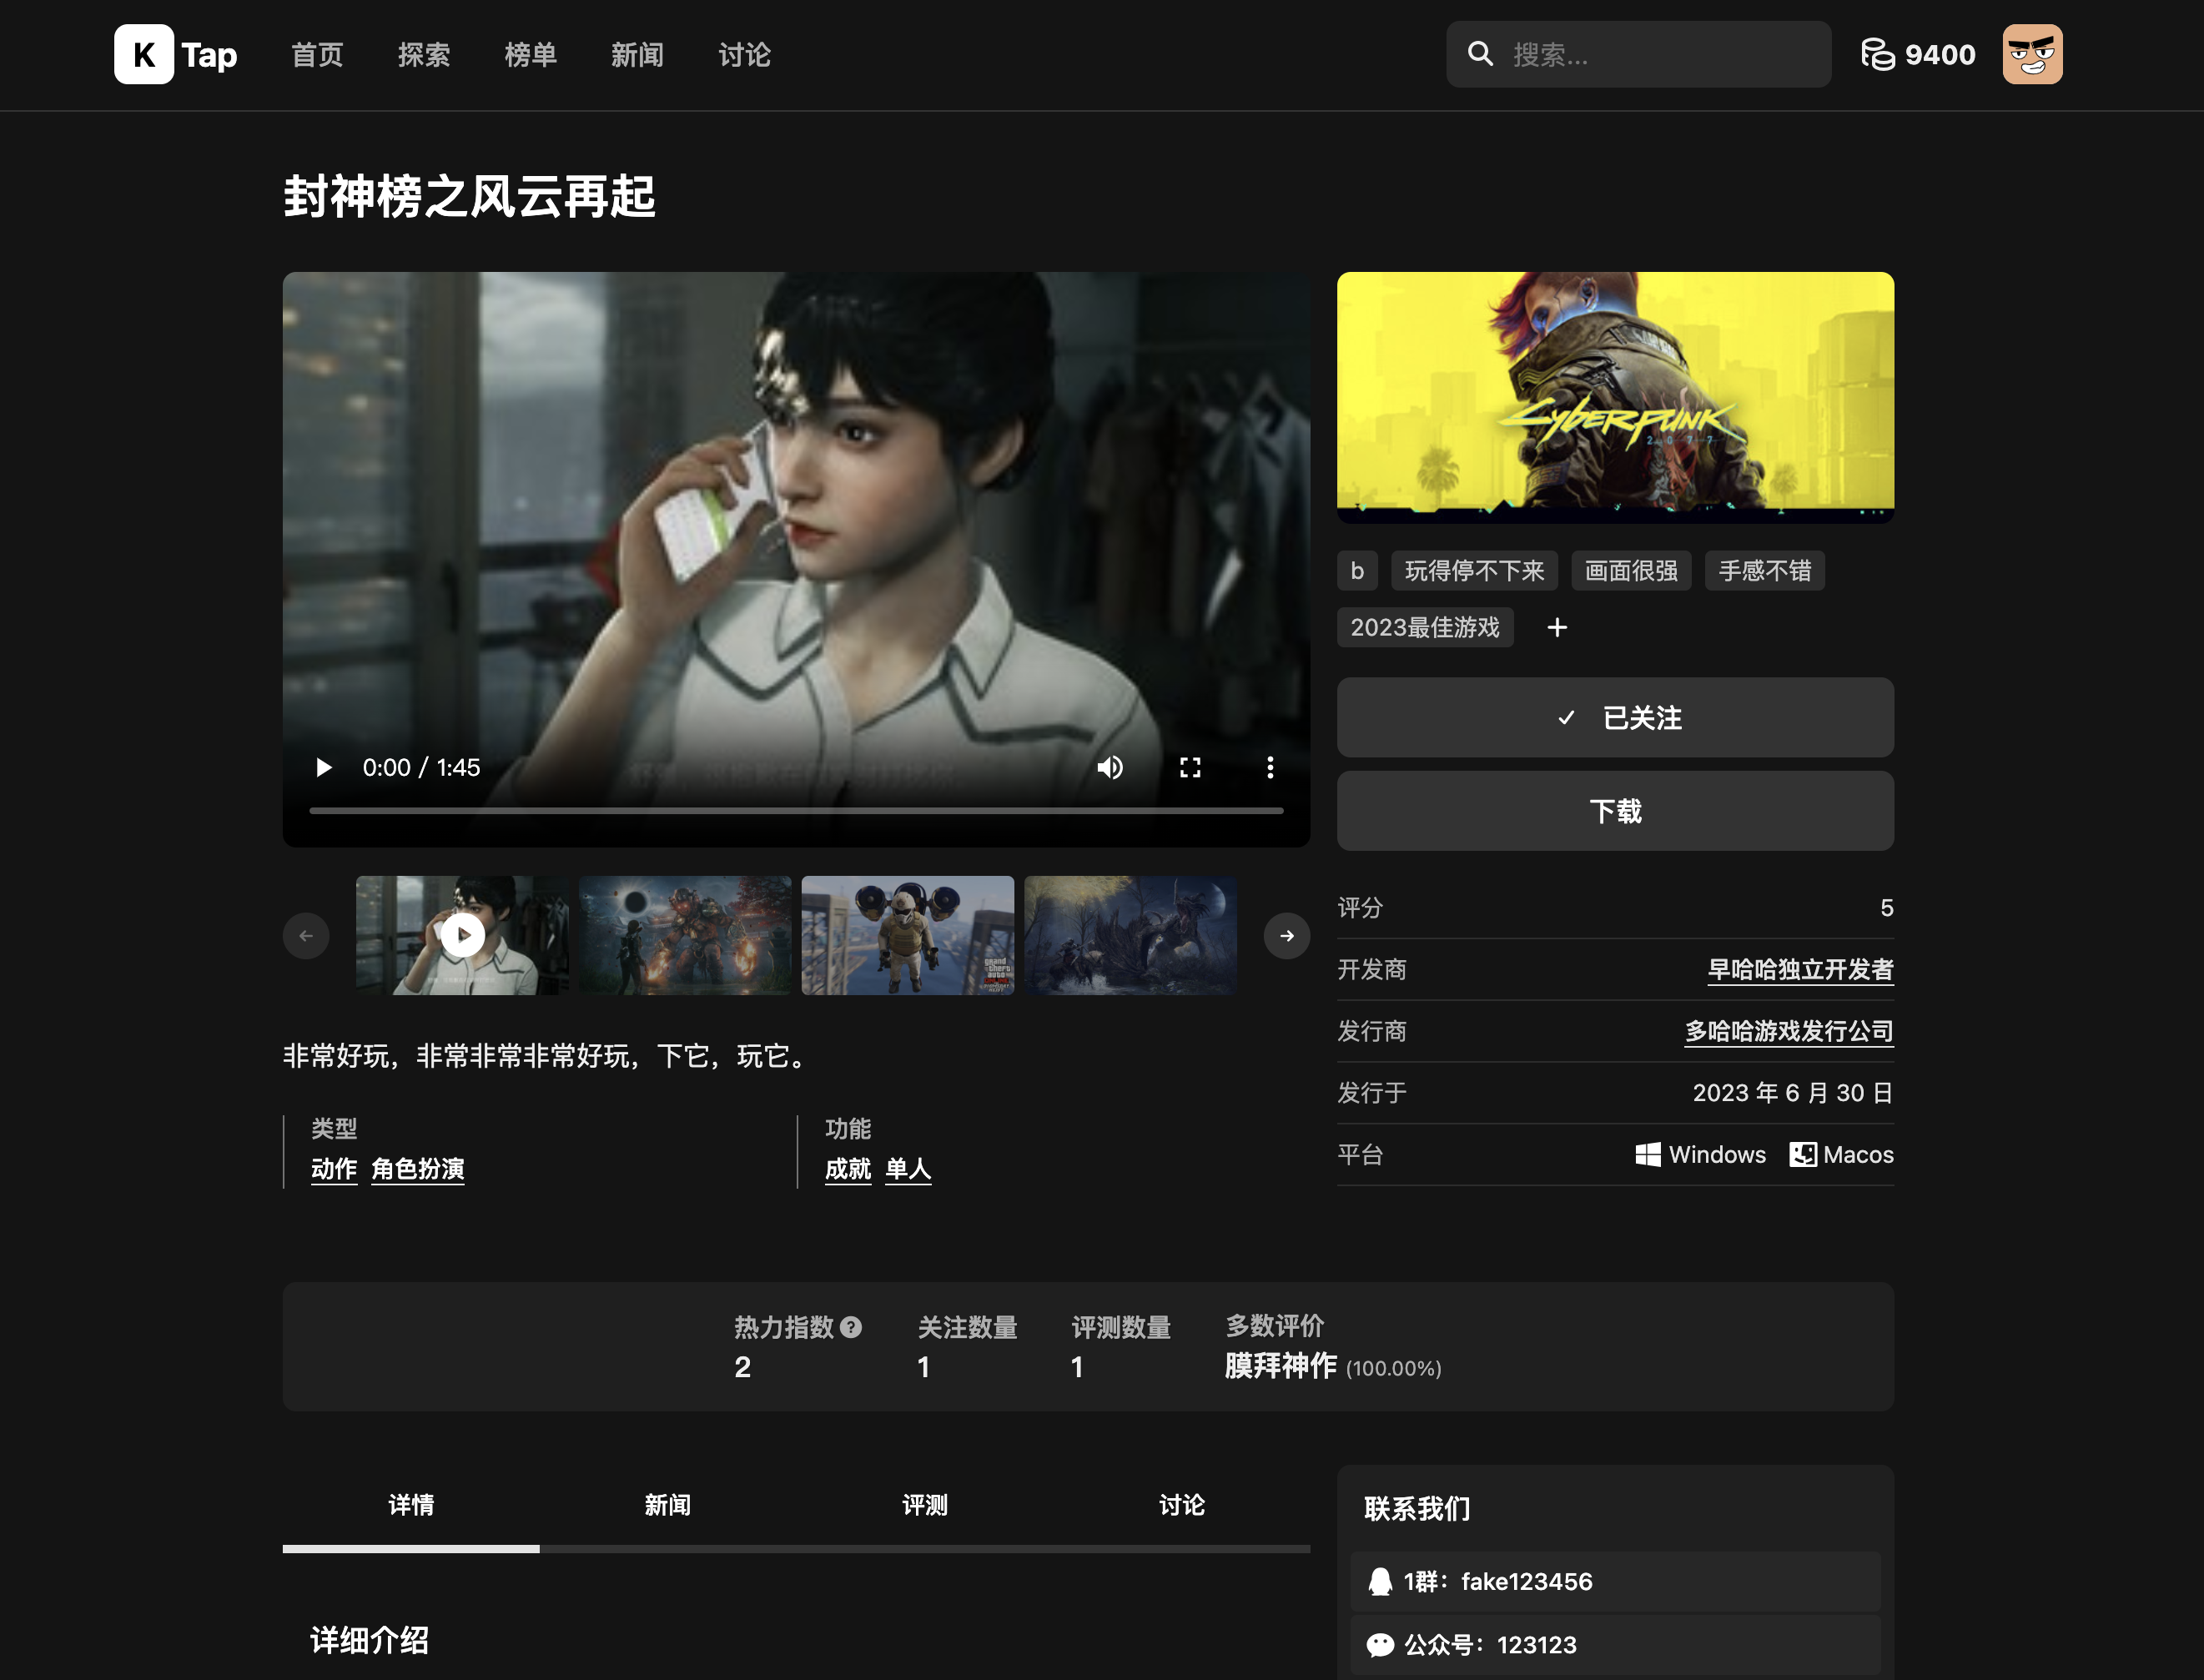 K Tap 首页 探索 榜单 新闻 讨论 搜索... 9400
封神榜之风云再起
CYBERPUNK
2077
b 玩得停不下来 画面很强 手感不错
2023最佳游戏 +
已关注
0:00 / 1:45
下载
grand theft auto
评分 5
开发商 早哈哈独立开发者
发行商 多哈哈游戏发行公司
发行于 2023 年 6 月 30 日
平台 Windows Macos
非常好玩，非常非常非常好玩，下它，玩它。
类型 功能
动作 角色扮演 成就 单人
热力指数 ? 关注数量 评测数量 多数评价
2 1 1 膜拜神作 (100.00%)
详情 新闻 评测 讨论
联系我们
1群：fake123456
公众号：123123
详细介绍